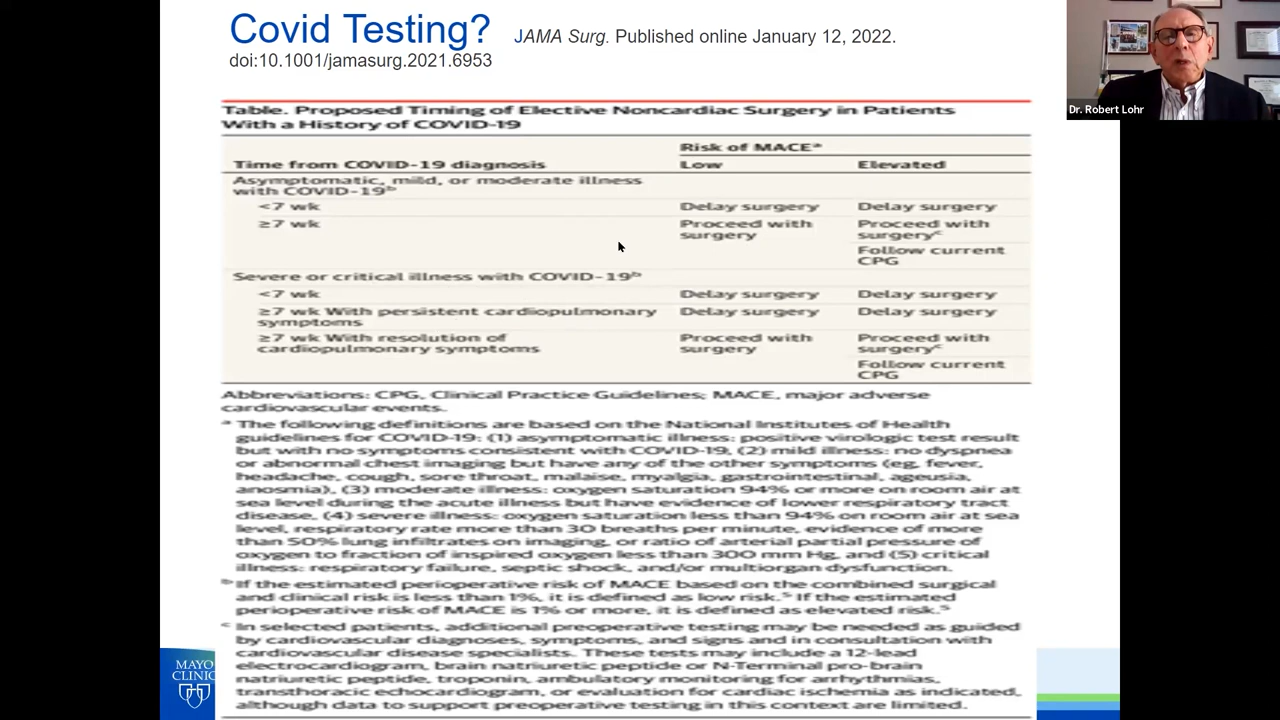 Covid Testing? JAMA Surg. Published online January 12, 2022.
doi:10.1001/jamasurg.2021.6953
Dr. Robert Lohr
Table. Proposed Timing of Elective Noncardiac Surgery in Patients
With a History of COVID-19
Risk of MACEᵃ
Time from COVID-19 diagnosis Low Elevated
Asymptomatic, mild, or moderate illness
with COVID-19ᵇ
<7 wk Delay surgery Delay surgery
≥7 wk Proceed with Proceed with
surgery surgeryᶜ
Follow current
CPG
Severe or critical illness with COVID-19ᵇ
<7 wk Delay surgery Delay surgery
≥7 wk With persistent cardiopulmonary Delay surgery Delay surgery
symptoms
≥7 wk With resolution of Proceed with Proceed with
cardiopulmonary symptoms surgery surgeryᶜ
Follow current
CPG
Abbreviations: CPG, Clinical Practice Guidelines; MACE, major adverse
cardiovascular events.
ᵃ The following definitions are based on the National Institutes of Health
guidelines for COVID-19: (1) asymptomatic illness: positive virologic test result
but with no symptoms consistent with COVID-19, (2) mild illness: no dyspnea
or abnormal chest imaging but have any of the other symptoms (eg, fever,
headache, cough, sore throat, malaise, myalgia, gastrointestinal, ageusia,
anosmia), (3) moderate illness: oxygen saturation 94% or more on room air at
sea level during the acute illness but have evidence of lower respiratory tract
disease, (4) severe illness: oxygen saturation less than 94% on room air at sea
level, respiratory rate more than 30 breaths per minute, evidence of more
than 50% lung infiltrates on imaging, or ratio of arterial partial pressure of
oxygen to fraction of inspired oxygen less than 300 mm Hg, and (5) critical
illness: respiratory failure, septic shock, and/or multiorgan dysfunction.
ᵇ If the estimated perioperative risk of MACE based on the combined surgical
and clinical risk is less than 1%, it is defined as low risk.⁵ If the estimated
perioperative risk of MACE is 1% or more, it is defined as elevated risk.⁵
ᶜ In selected patients, additional preoperative testing may be needed as guided
by cardiovascular diagnoses, symptoms, and signs and in consultation with
cardiovascular disease specialists. These tests may include a 12-lead
electrocardiogram, brain natriuretic peptide or N-Terminal pro-brain
natriuretic peptide, troponin, ambulatory monitoring for arrhythmias,
transthoracic echocardiogram, or evaluation for cardiac ischemia as indicated,
although data to support preoperative testing in this context are limited.
MAYO
CLINIC